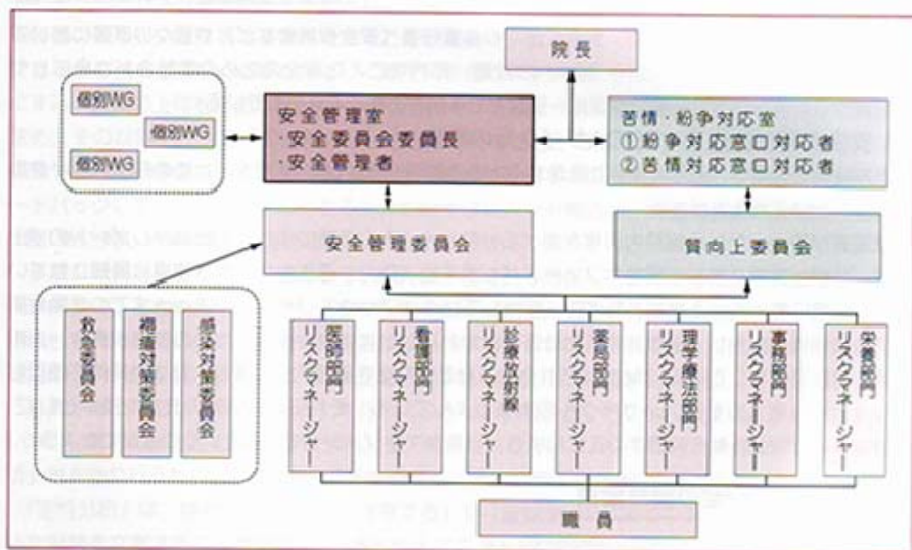 院長
個別WG
個別WG
個別WG
安全管理室
・安全委員会委員長
・安全管理者
苦情・紛争対応室
①紛争対応窓口対応者
②苦情対応窓口対応者
安全管理委員会
質向上委員会
救急委員会
褥瘡対策委員会
感染対策委員会
医師部門
リスクマネージャー
看護部門
リスクマネージャー
診療放射線
リスクマネージャー
薬局部門
リスクマネージャー
理学療法部門
リスクマネージャー
事務部門
リスクマネージャー
栄養部門
リスクマネージャー
職員